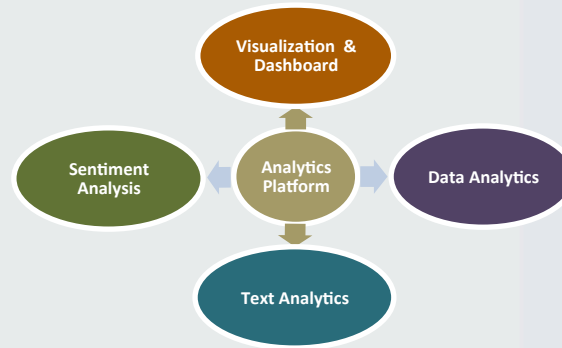 Visualization &
Dashboard
Sentiment
Analysis
Analytics
Platform
Data Analytics
Text Analytics